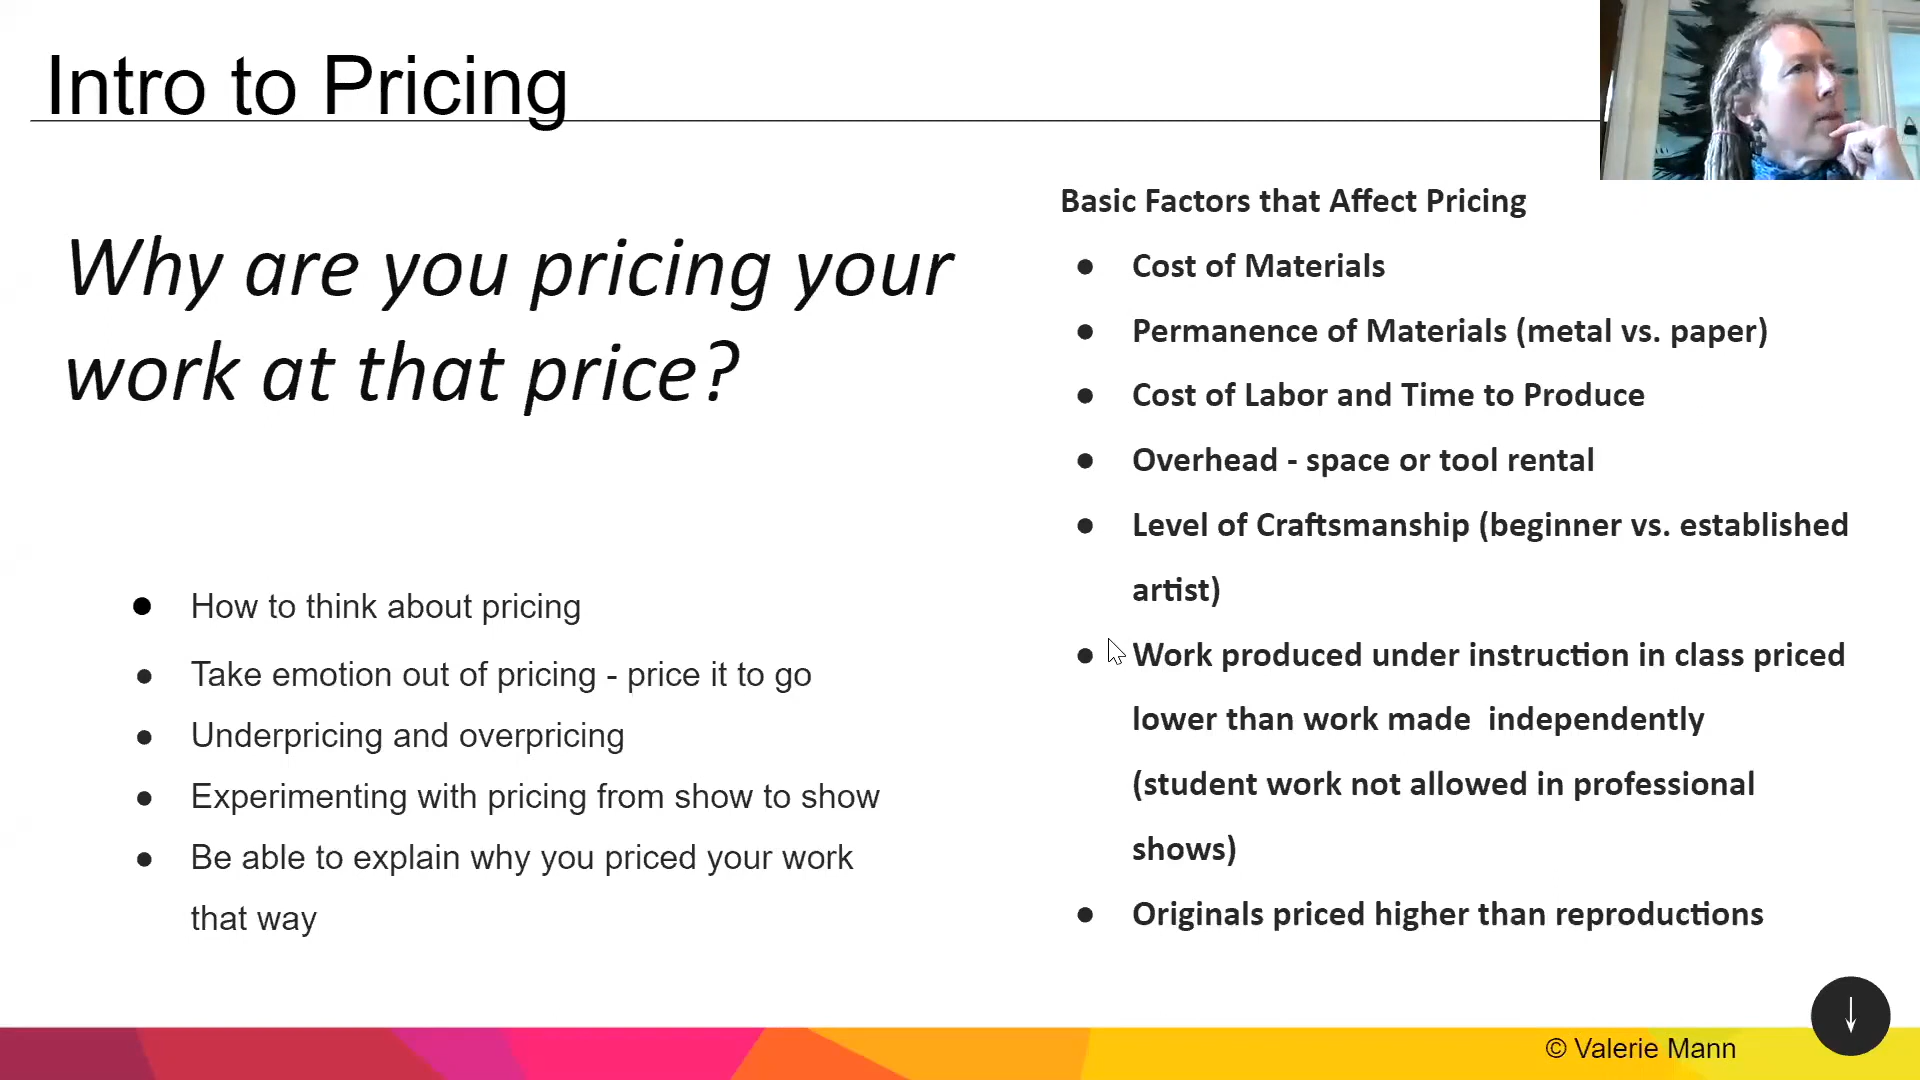 Intro to Pricing
Why are you pricing your
work at that price?
● How to think about pricing
● Take emotion out of pricing - price it to go
● Underpricing and overpricing
● Experimenting with pricing from show to show
● Be able to explain why you priced your work
that way
Basic Factors that Affect Pricing
● Cost of Materials
● Permanence of Materials (metal vs. paper)
● Cost of Labor and Time to Produce
● Overhead - space or tool rental
● Level of Craftsmanship (beginner vs. established
artist)
● Work produced under instruction in class priced
lower than work made  independently
(student work not allowed in professional
shows)
● Originals priced higher than reproductions
© Valerie Mann